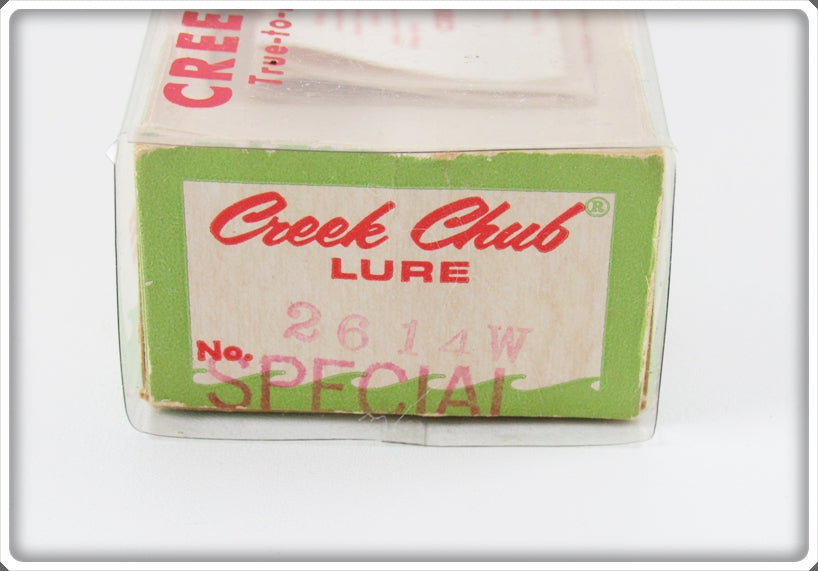 CREE
True-to-
Creek Chub®
LURE
No. 2614W
SPECIAL